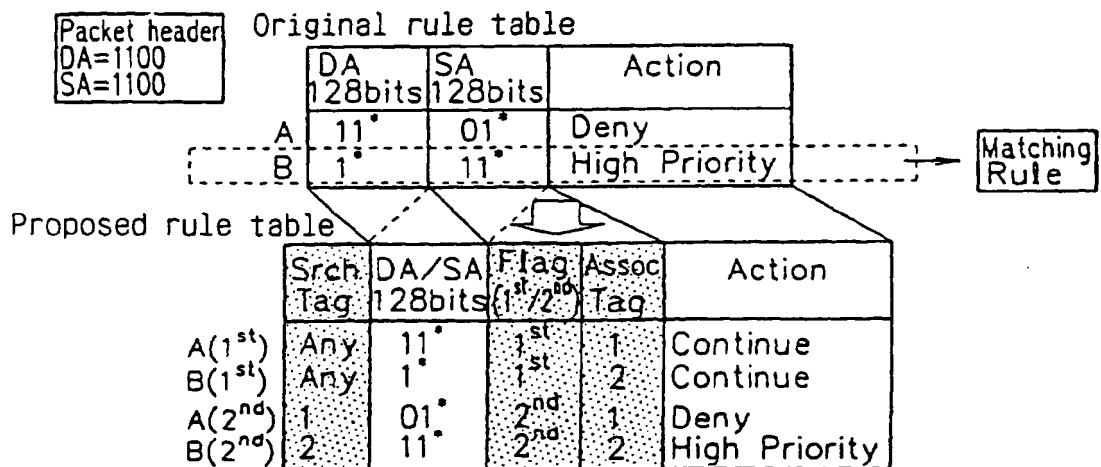 Packet header
DA=1100
SA=1100
Original rule table
DA 128bits SA 128bits Action
A 11* 01* Deny
B 1* 11* High Priority
Matching Rule
Proposed rule table
Srch Tag DA/SA 128bits Flag (1st/2nd) Assoc Tag Action
A(1st) Any 11* 1st 1 Continue
B(1st) Any 1* 1st 2 Continue
A(2nd) 1 01* 2nd 1 Deny
B(2nd) 2 11* 2nd 2 High Priority